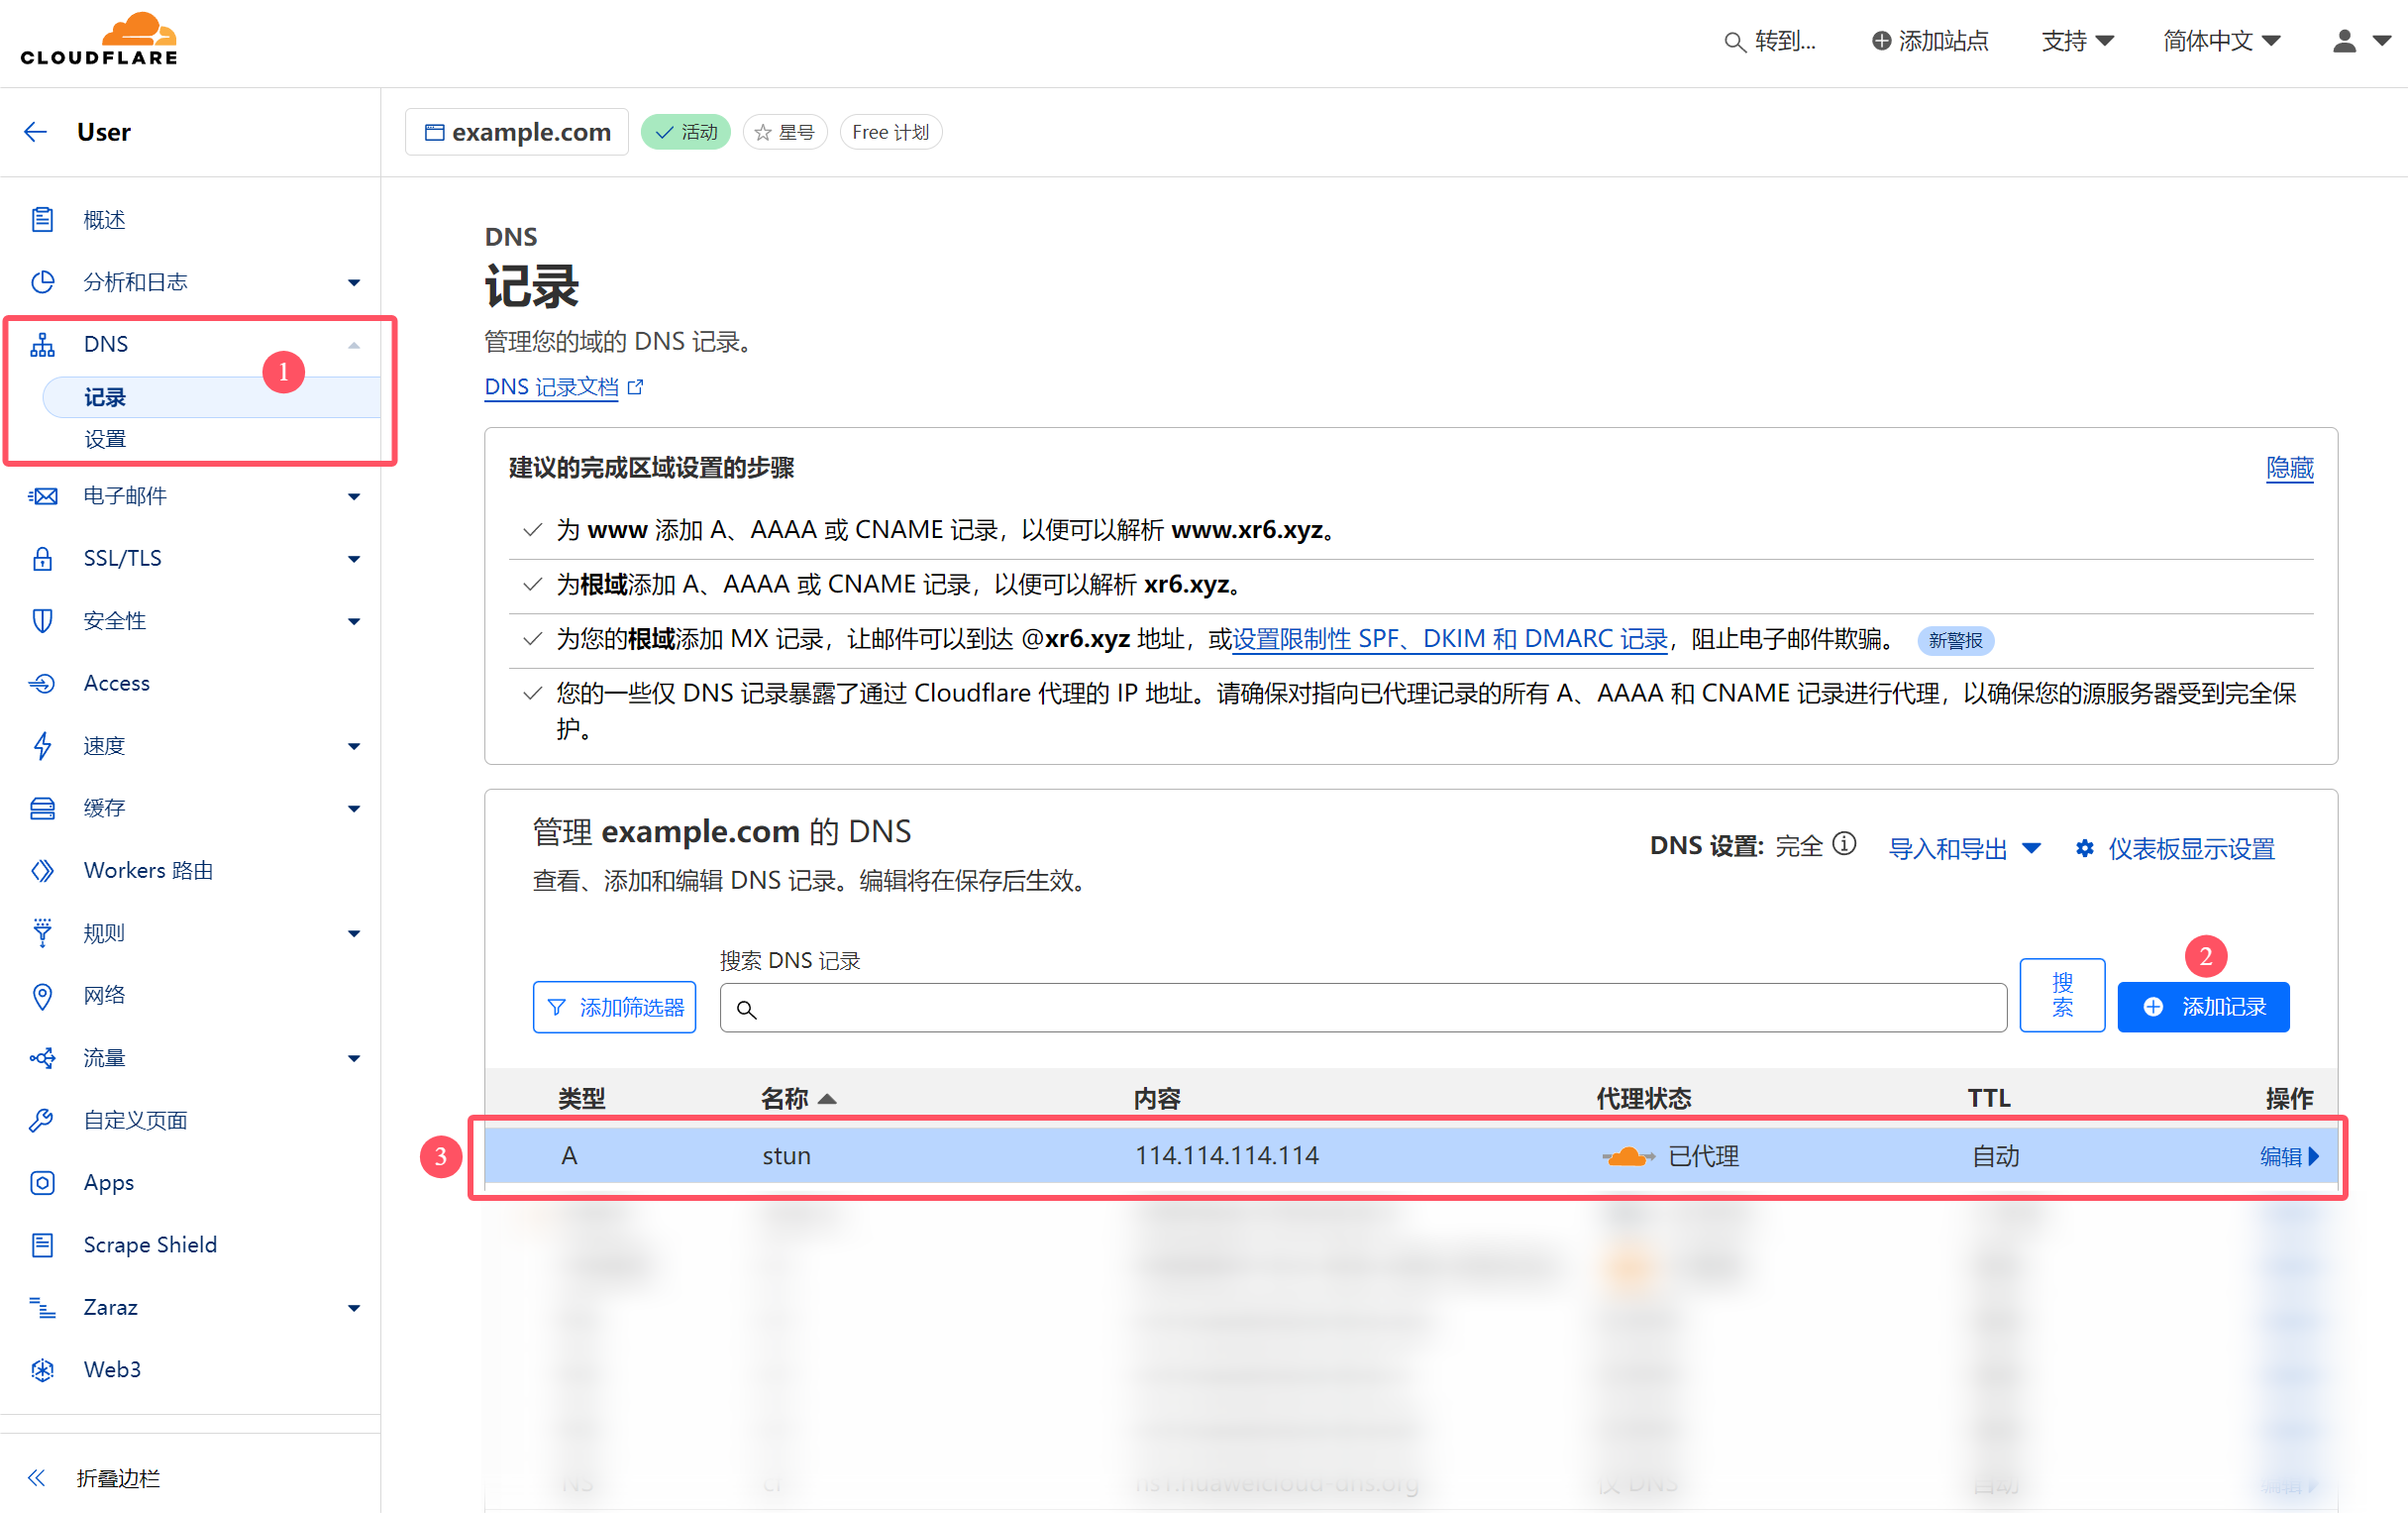 CLOUDFLARE
转到...
添加站点
支持
简体中文
User
example.com
活动
星号
Free 计划
概述
分析和日志
DNS
1
记录
设置
电子邮件
SSL/TLS
安全性
Access
速度
缓存
Workers 路由
规则
网络
流量
自定义页面
Apps
Scrape Shield
Zaraz
Web3
折叠边栏
DNS
记录
管理您的域的 DNS 记录。
DNS 记录文档
建议的完成区域设置的步骤
隐藏
为 www 添加 A、AAAA 或 CNAME 记录，以便可以解析 www.xr6.xyz。
为根域添加 A、AAAA 或 CNAME 记录，以便可以解析 xr6.xyz。
为您的根域添加 MX 记录，让邮件可以到达 @xr6.xyz 地址，或设置限制性 SPF、DKIM 和 DMARC 记录，阻止电子邮件欺骗。 新警报
您的一些仅 DNS 记录暴露了通过 Cloudflare 代理的 IP 地址。请确保对指向已代理记录的所有 A、AAAA 和 CNAME 记录进行代理，以确保您的源服务器受到完全保
护。
管理 example.com 的 DNS
查看、添加和编辑 DNS 记录。编辑将在保存后生效。
DNS 设置: 完全
导入和导出
仪表板显示设置
搜索 DNS 记录
添加筛选器
搜
索
2
添加记录
类型 名称 内容 代理状态 TTL 操作
3
A stun 114.114.114.114 已代理 自动 编辑
NS ns1.huaweicloud-dns.org 仅 DNS 自动 编辑